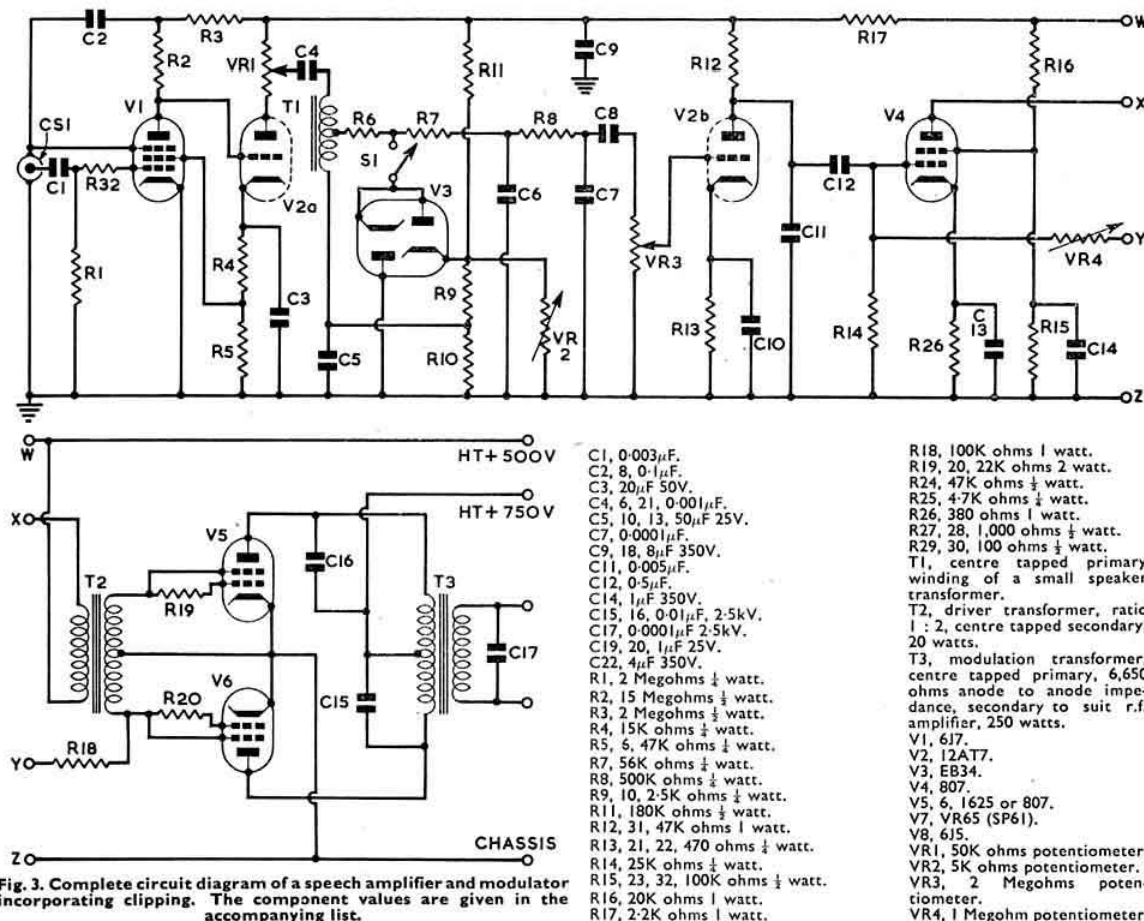 C2
R3
R2
VR1
C4
T1
R11
C9
R12
R17
R16
W
V1
CS1
C1
R32
R1
V2a
R4
R5
C3
R6
S1
R7
R8
C8
V3
C6
C7
C5
R9
R10
VR
2
VR3
V2b
C11
C12
R13
C10
V4
X
Y
VR4
R14
R26
C
13
R15
C14
Z
W
HT+500V
HT+750V
X
V5
C16
T2
R19
T3
C17
V6
R20
C15
R18
Y
Z
CHASSIS
Fig. 3. Complete circuit diagram of a speech amplifier and modulator
incorporating clipping. The component values are given in the
accompanying list.
C1, 0·003μF.
C2, 8, 0·1μF.
C3, 20μF 50V.
C4, 6, 21, 0·001μF.
C5, 10, 13, 50μF 25V.
C7, 0·0001μF.
C9, 18, 8μF 350V.
C11, 0·005μF.
C12, 0·5μF.
C14, 1μF 350V.
C15, 16, 0·01μF, 2·5kV.
C17, 0·0001μF 2·5kV.
C19, 20, 1μF 25V.
C22, 4μF 350V.
R1, 2 Megohms ¼ watt.
R2, 15 Megohms ½ watt.
R3, 2 Megohms ½ watt.
R4, 15K ohms ¼ watt.
R5, 6, 47K ohms ¼ watt.
R7, 56K ohms ¼ watt.
R8, 500K ohms ¼ watt.
R9, 10, 2·5K ohms ¼ watt.
R11, 180K ohms ½ watt.
R12, 31, 47K ohms 1 watt.
R13, 21, 22, 470 ohms ¼ watt.
R14, 25K ohms ¼ watt.
R15, 23, 32, 100K ohms ½ watt.
R16, 20K ohms 1 watt.
R17, 2·2K ohms 1 watt.
R18, 100K ohms 1 watt.
R19, 20, 22K ohms 2 watt.
R24, 47K ohms ½ watt.
R25, 4·7K ohms ¼ watt.
R26, 380 ohms 1 watt.
R27, 28, 1,000 ohms ½ watt.
R29, 30, 100 ohms ½ watt.
T1, centre tapped primary
winding of a small speaker
transformer.
T2, driver transformer, ratio
1 : 2, centre tapped secondary,
20 watts.
T3, modulation transformer,
centre tapped primary, 6,650
ohms anode to anode impe-
dance, secondary to suit r.f.
amplifier, 250 watts.
V1, 6J7.
V2, 12AT7.
V3, EB34.
V4, 807.
V5, 6, 1625 or 807.
V7, VR65 (SP61).
V8, 6J5.
VR1, 50K ohms potentiometer
VR2, 5K ohms potentiometer.
VR3, 2 Megohms poten-
tiometer.
VR4, 1 Megohm potentiometer